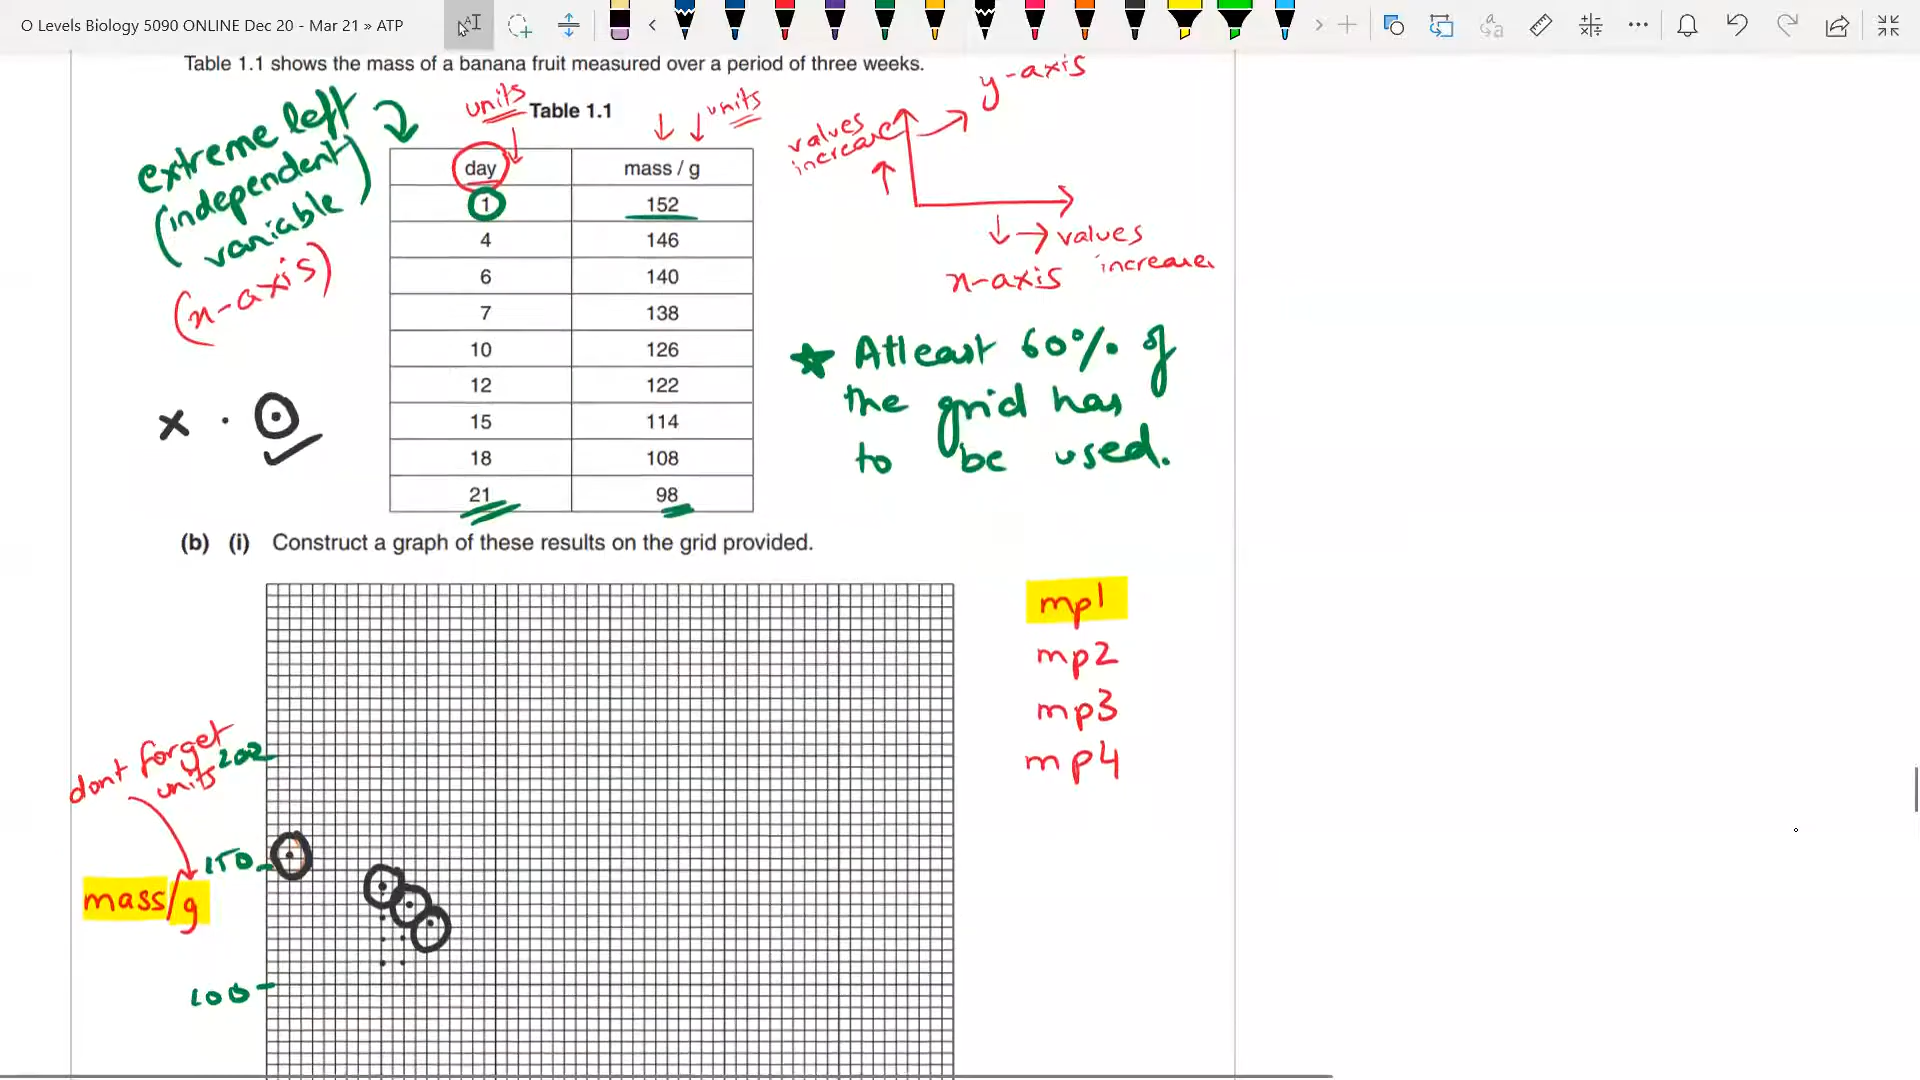 O Levels Biology 5090 ONLINE Dec 20 - Mar 21 » ATP
Table 1.1 shows the mass of a banana fruit measured over a period of three weeks.
extreme left
(independent)
variable
(x-axis)
units
Table 1.1
units
day mass / g
1 152
4 146
6 140
7 138
10 126
12 122
15 114
18 108
21 98
values
increase
y-axis
values
increase
x-axis
★ Atleast 60% of
the grid has
to be used.
x . ⊙
(b) (i) Construct a graph of these results on the grid provided.
mp1
mp2
mp3
mp4
dont forget
units
200
150
mass/g
100